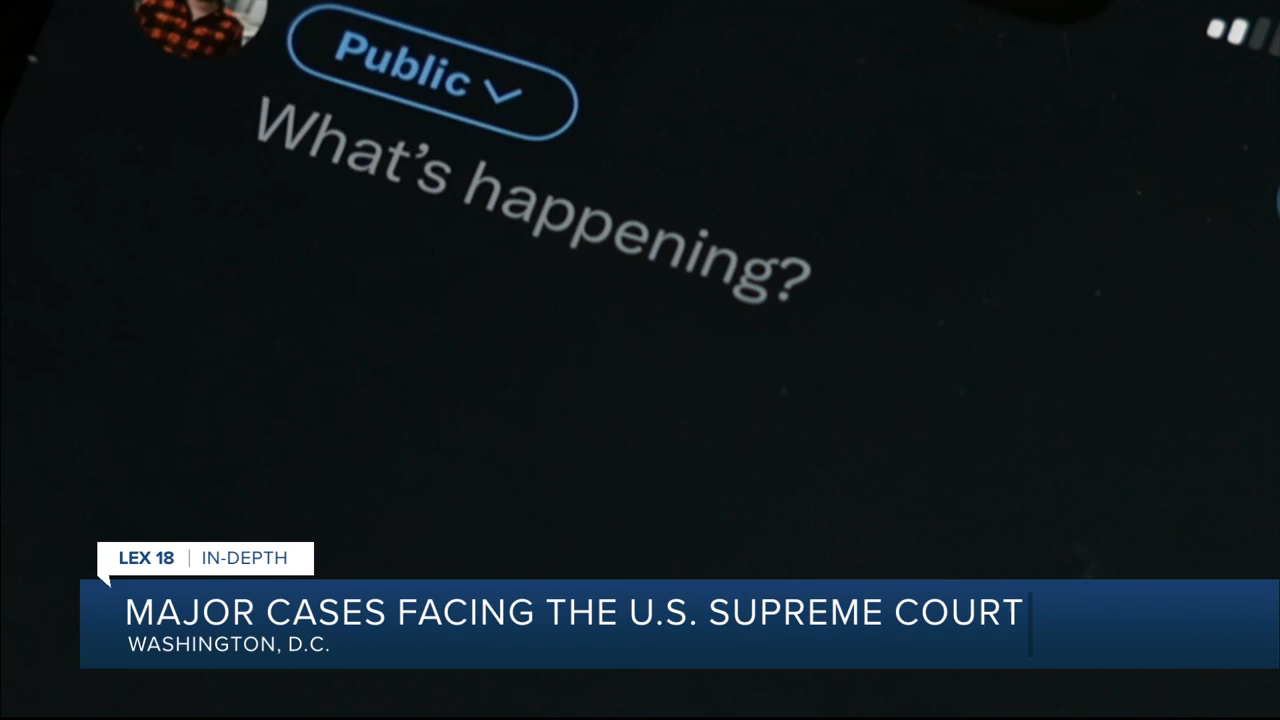 Public
What's happening?
LEX 18 | IN-DEPTH
MAJOR CASES FACING THE U.S. SUPREME COURT
WASHINGTON, D.C.